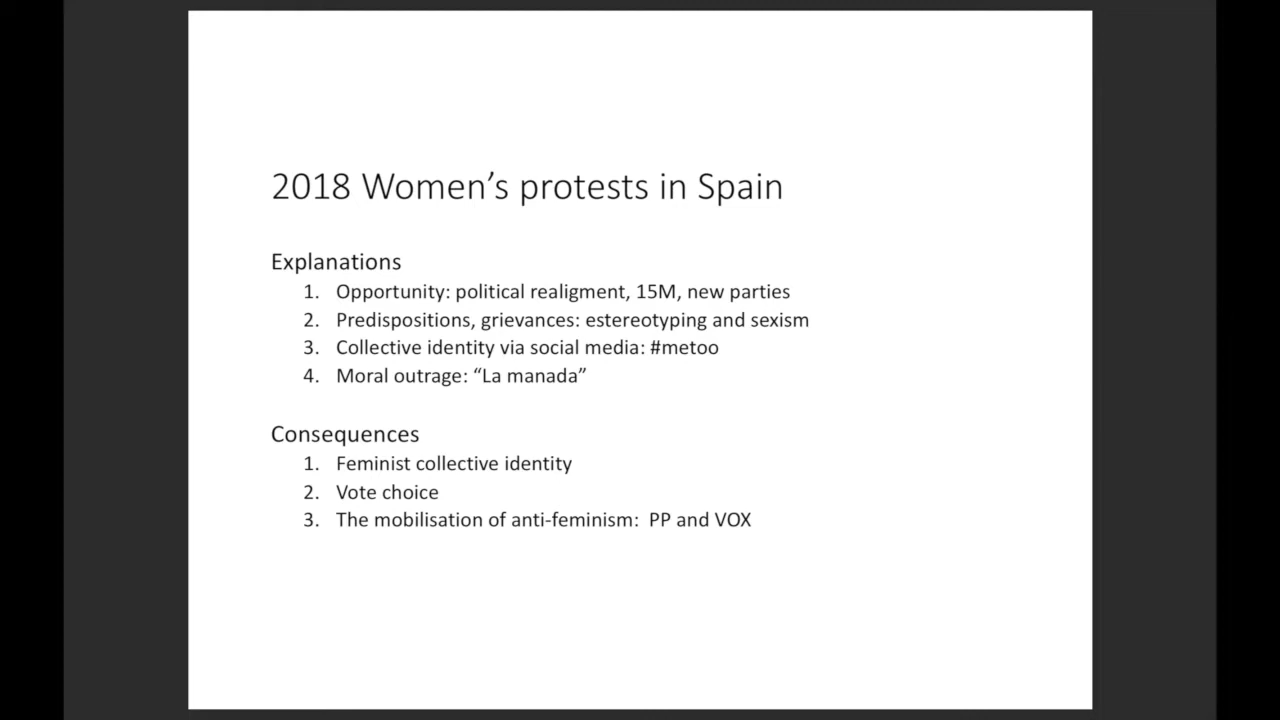 2018 Women’s protests in Spain
Explanations
1. Opportunity: political realigment, 15M, new parties
2. Predispositions, grievances: estereotyping and sexism
3. Collective identity via social media: #metoo
4. Moral outrage: “La manada”
Consequences
1. Feminist collective identity
2. Vote choice
3. The mobilisation of anti-feminism: PP and VOX